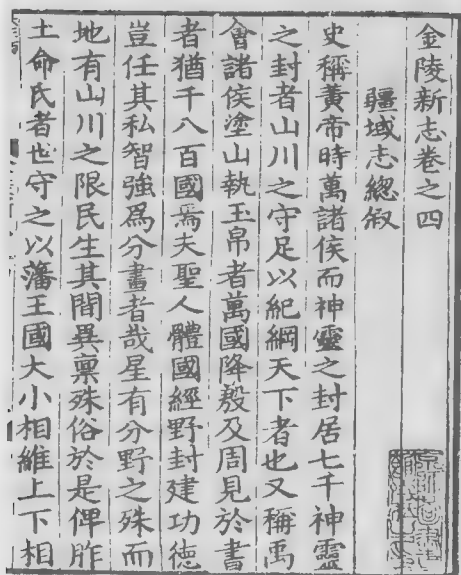 金陵新志卷之四
疆域志總叙
史稱黃帝時萬諸侯而神靈之封居七千神靈
之封者山川之守足以紀綱天下者也又稱禹
會諸侯塗山執玉帛者萬國降殷及周見於書
者猶千八百國焉夫聖人體國經野封建功德
豈任其私智強爲分畫者哉星有分野之殊而
地有山川之限民生其間異禀殊俗於是俾胙
土命氏者世守之以藩王國大小相維上下相